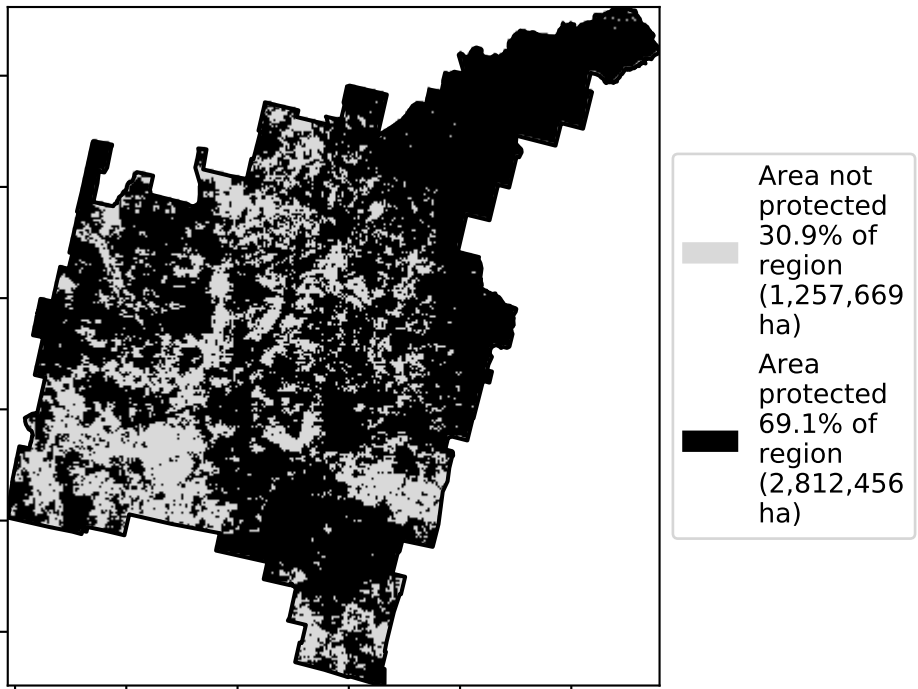 Area not
protected
30.9% of
region
(1,257,669
ha)
Area
protected
69.1% of
region
(2,812,456
ha)